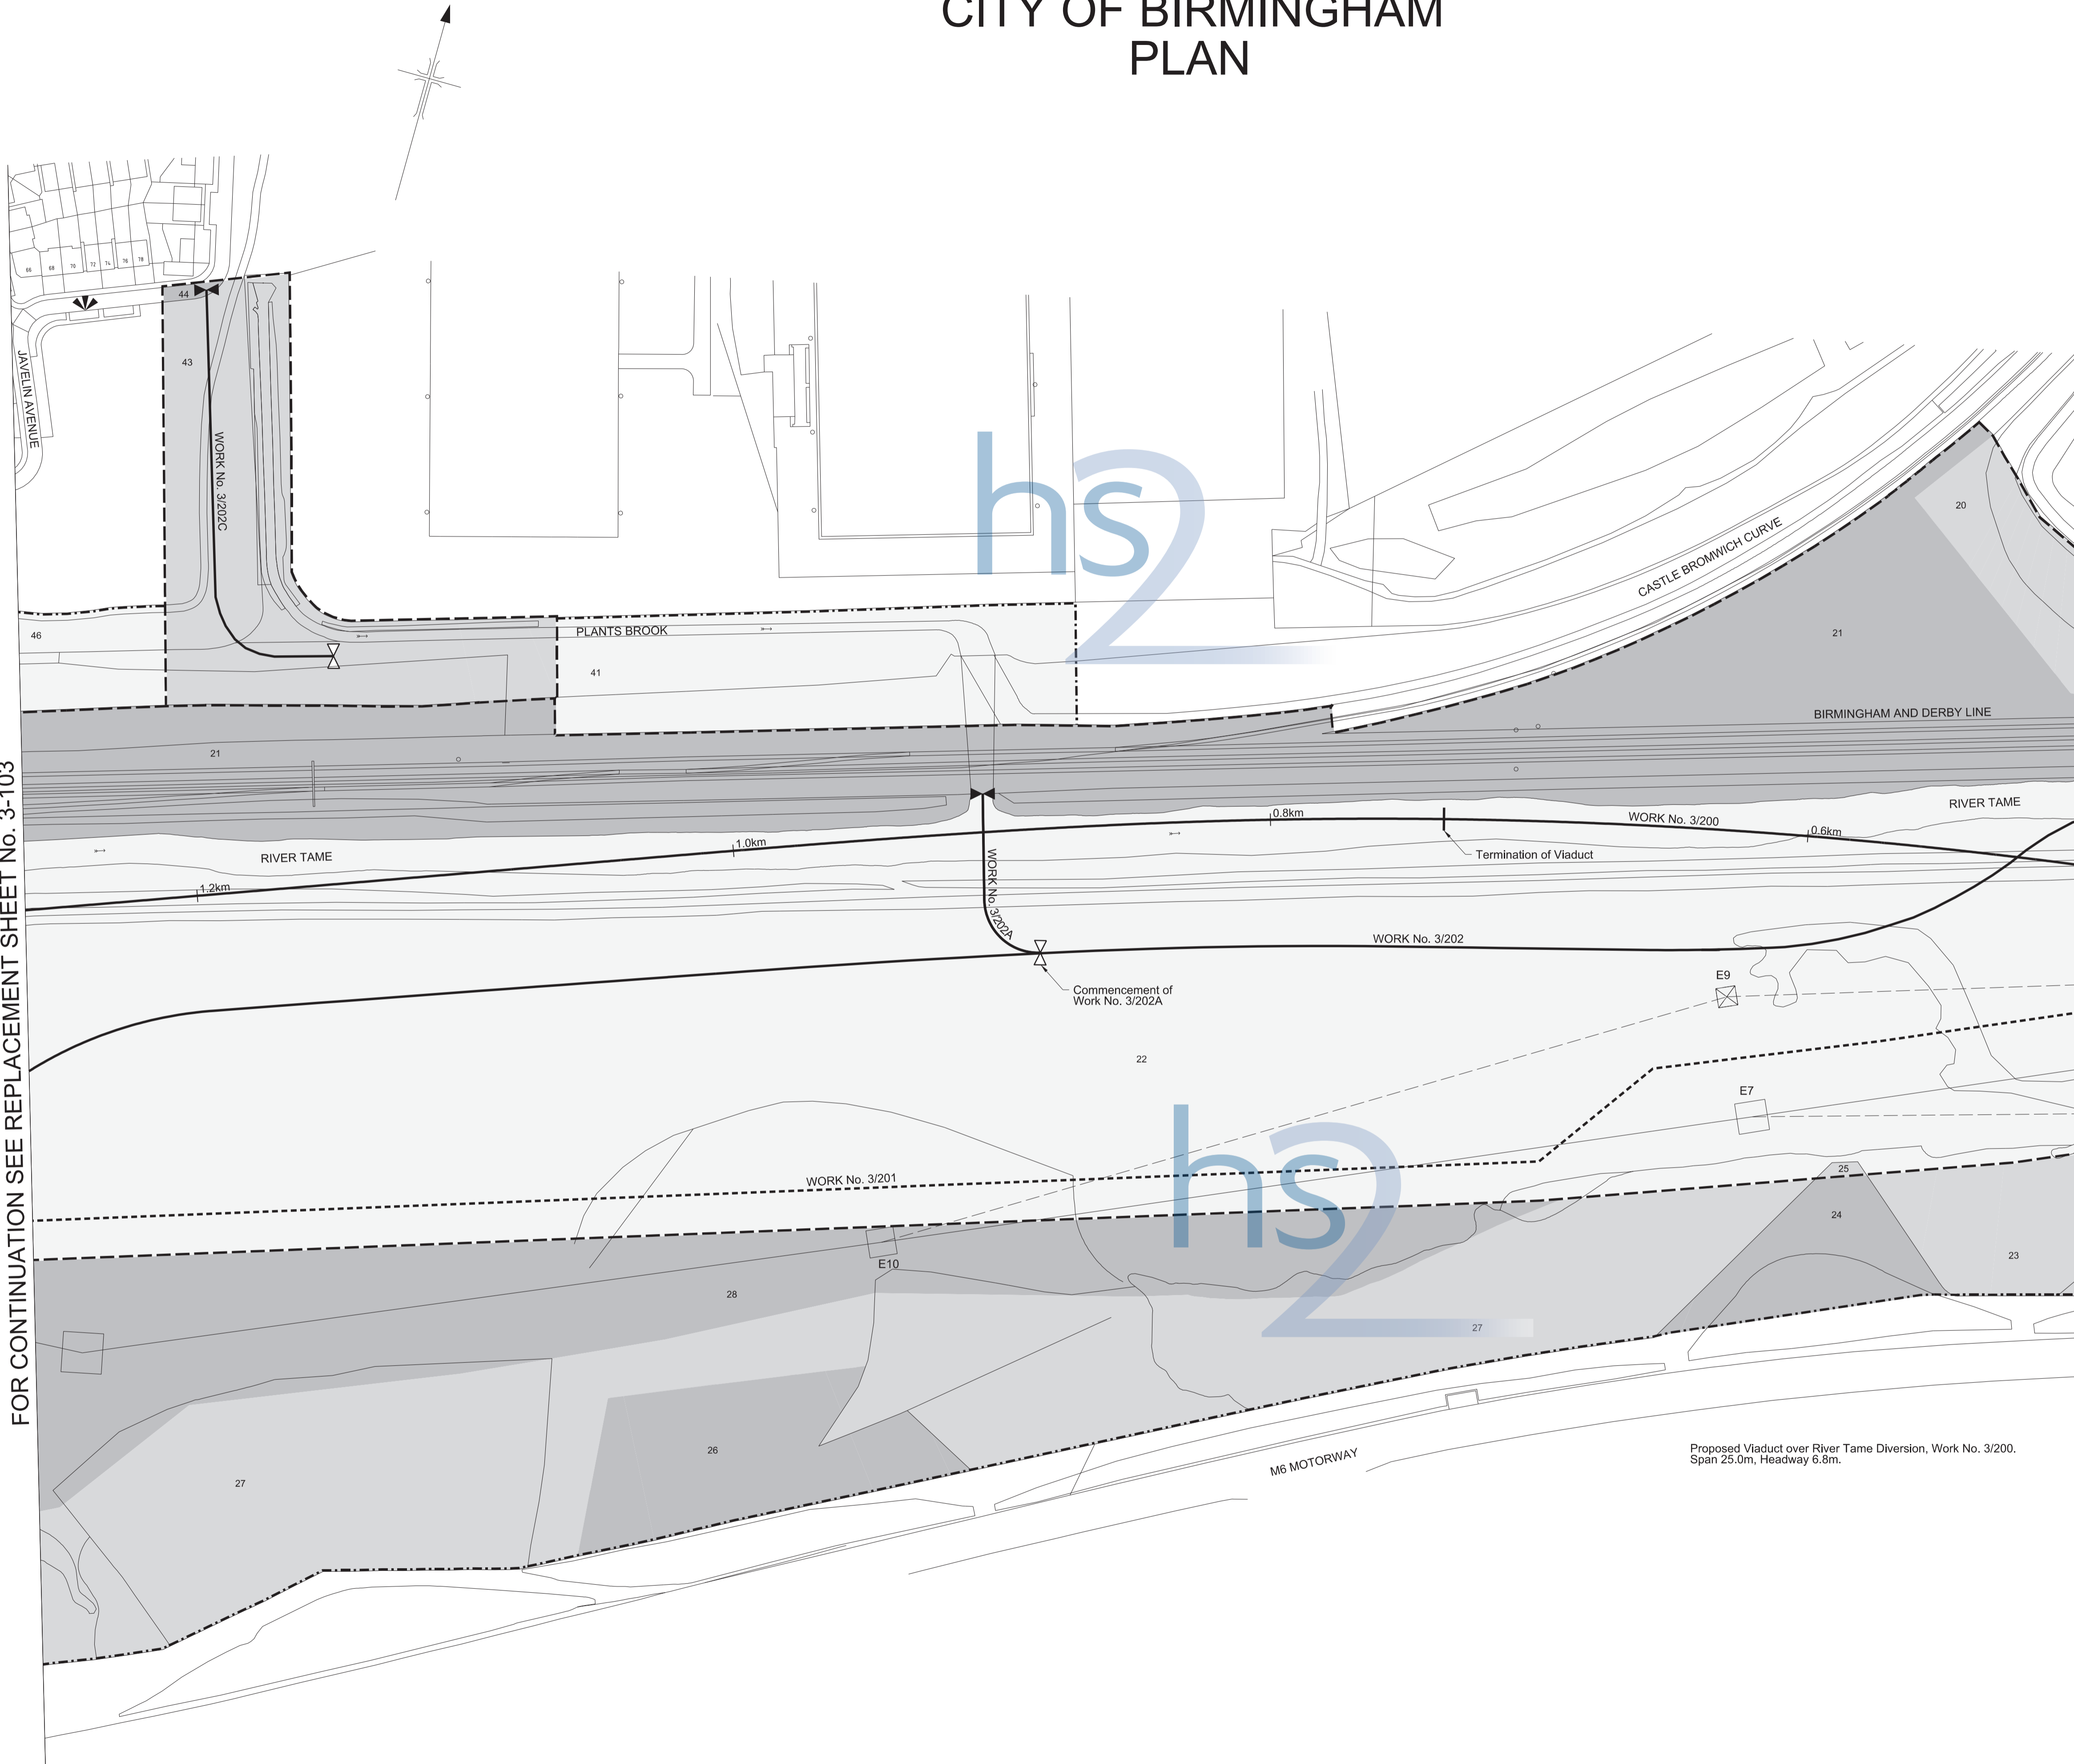 CITY OF BIRMINGHAM
PLAN
66
68
70
72
74
76
78
44
43
JAVELIN AVENUE
WORK No. 3/202C
hs2
20
CASTLE BROMWICH CURVE
46
PLANTS BROOK
41
21
BIRMINGHAM AND DERBY LINE
21
FOR CONTINUATION SEE REPLACEMENT SHEET No. 3-103
RIVER TAME
0.8km
WORK No. 3/200
0.6km
1.0km
Termination of Viaduct
RIVER TAME
1.2km
WORK No. 3/202A
WORK No. 3/202
Commencement of
Work No. 3/202A
E9
22
E7
hs2
WORK No. 3/201
25
24
23
E10
28
27
26
27
M6 MOTORWAY
Proposed Viaduct over River Tame Diversion, Work No. 3/200.
Span 25.0m, Headway 6.8m.